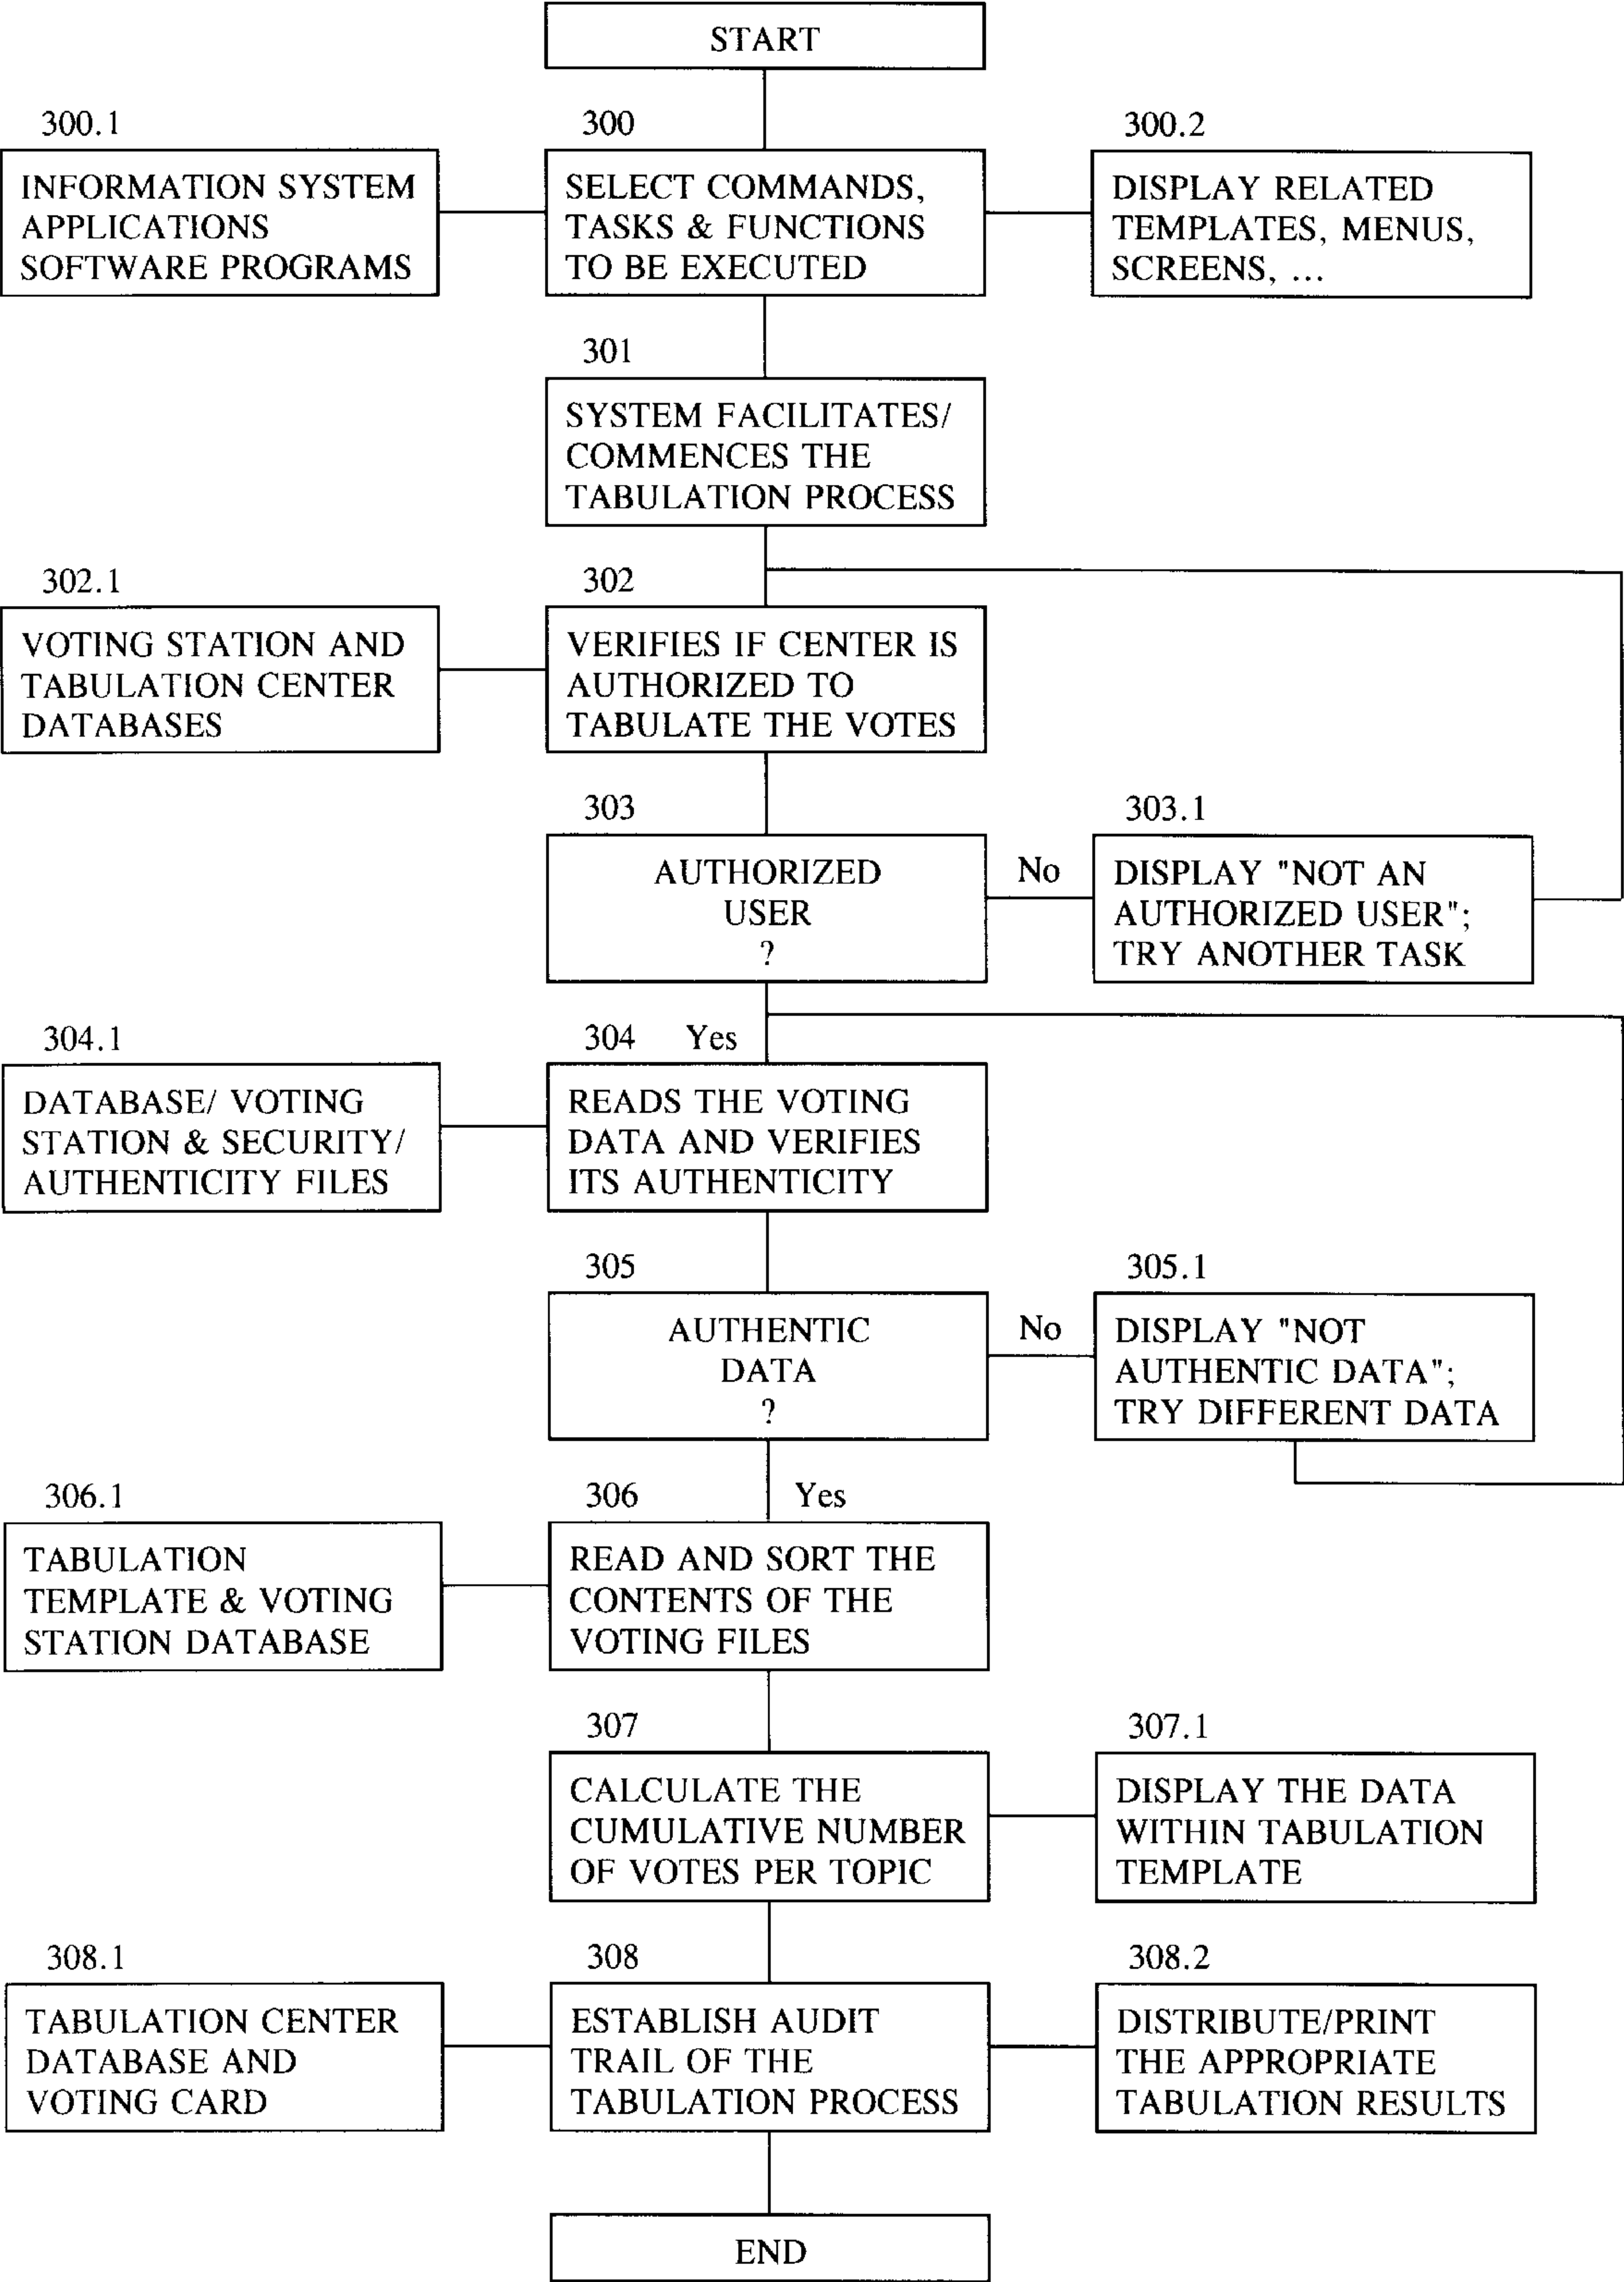 START
300.1
300
300.2
INFORMATION SYSTEM
APPLICATIONS
SOFTWARE PROGRAMS
SELECT COMMANDS,
TASKS & FUNCTIONS
TO BE EXECUTED
DISPLAY RELATED
TEMPLATES, MENUS,
SCREENS, ...
301
SYSTEM FACILITATES/
COMMENCES THE
TABULATION PROCESS
302.1
302
VOTING STATION AND
TABULATION CENTER
DATABASES
VERIFIES IF CENTER IS
AUTHORIZED TO
TABULATE THE VOTES
303
303.1
AUTHORIZED
USER
?
No
DISPLAY "NOT AN
AUTHORIZED USER";
TRY ANOTHER TASK
304.1
304
Yes
DATABASE/ VOTING
STATION & SECURITY/
AUTHENTICITY FILES
READS THE VOTING
DATA AND VERIFIES
ITS AUTHENTICITY
305
305.1
AUTHENTIC
DATA
?
No
DISPLAY "NOT
AUTHENTIC DATA";
TRY DIFFERENT DATA
306.1
306
Yes
TABULATION
TEMPLATE & VOTING
STATION DATABASE
READ AND SORT THE
CONTENTS OF THE
VOTING FILES
307
307.1
CALCULATE THE
CUMULATIVE NUMBER
OF VOTES PER TOPIC
DISPLAY THE DATA
WITHIN TABULATION
TEMPLATE
308.1
308
308.2
TABULATION CENTER
DATABASE AND
VOTING CARD
ESTABLISH AUDIT
TRAIL OF THE
TABULATION PROCESS
DISTRIBUTE/PRINT
THE APPROPRIATE
TABULATION RESULTS
END